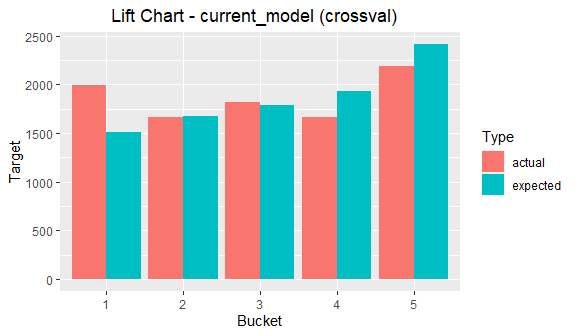 Lift Chart - current_model (crossval)
2500
2000
1500
1000
500
0
Target
1 2 3 4 5
Bucket
Type
actual
expected